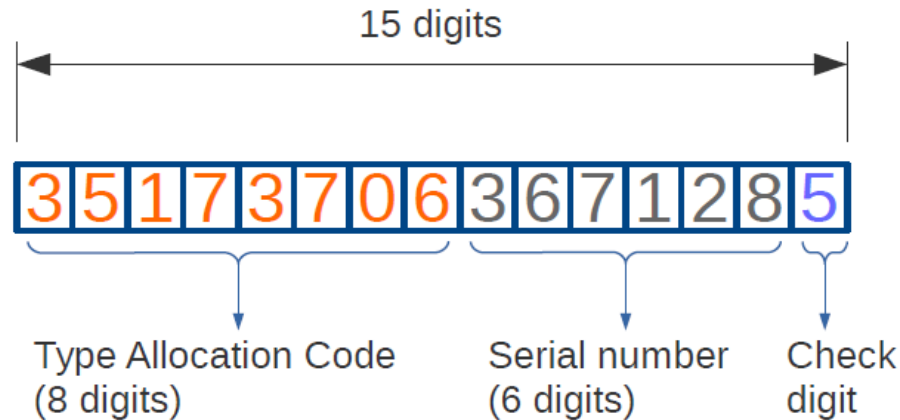 15 digits
351737063671285
Type Allocation Code
(8 digits)
Serial number
(6 digits)
Check
digit